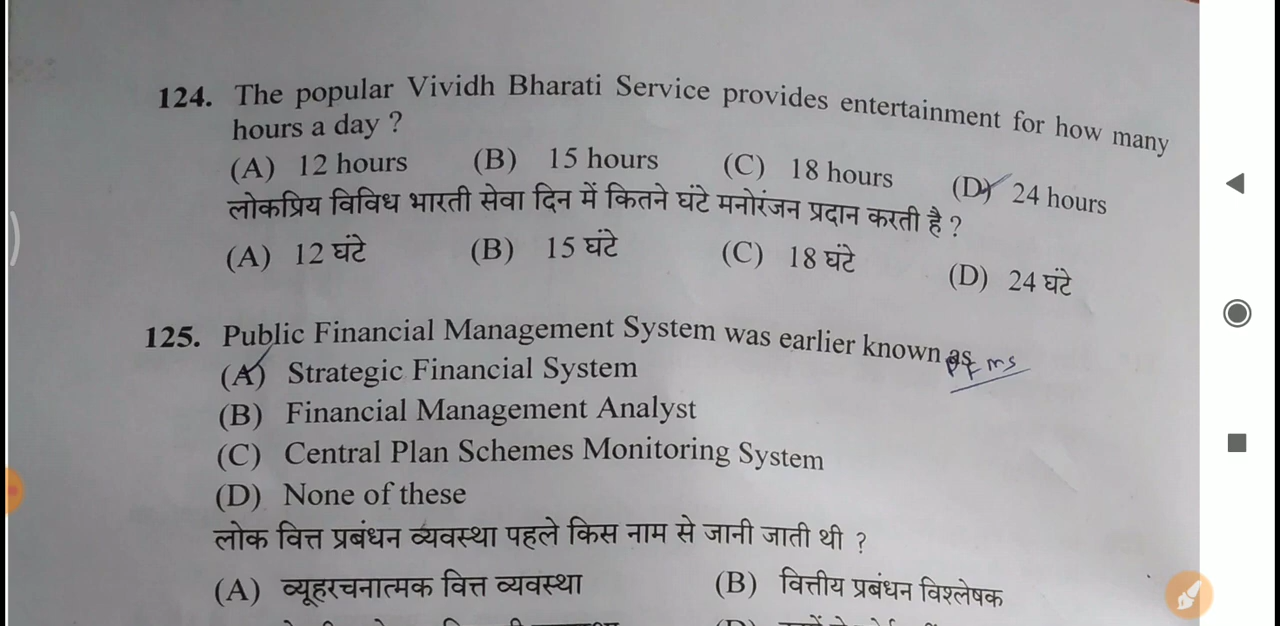 124. The popular Vividh Bharati Service provides entertainment for how many
hours a day ?
(A) 12 hours (B) 15 hours (C) 18 hours (D) 24 hours
लोकप्रिय विविध भारती सेवा दिन में कितने घंटे मनोरंजन प्रदान करती है ?
(A) 12 घंटे (B) 15 घंटे (C) 18 घंटे (D) 24 घंटे
125. Public Financial Management System was earlier known as
(A) Strategic Financial System
(B) Financial Management Analyst
(C) Central Plan Schemes Monitoring System
(D) None of these
लोक वित्त प्रबंधन व्यवस्था पहले किस नाम से जानी जाती थी ?
(A) व्यूहरचनात्मक वित्त व्यवस्था (B) वित्तीय प्रबंधन विश्लेषक